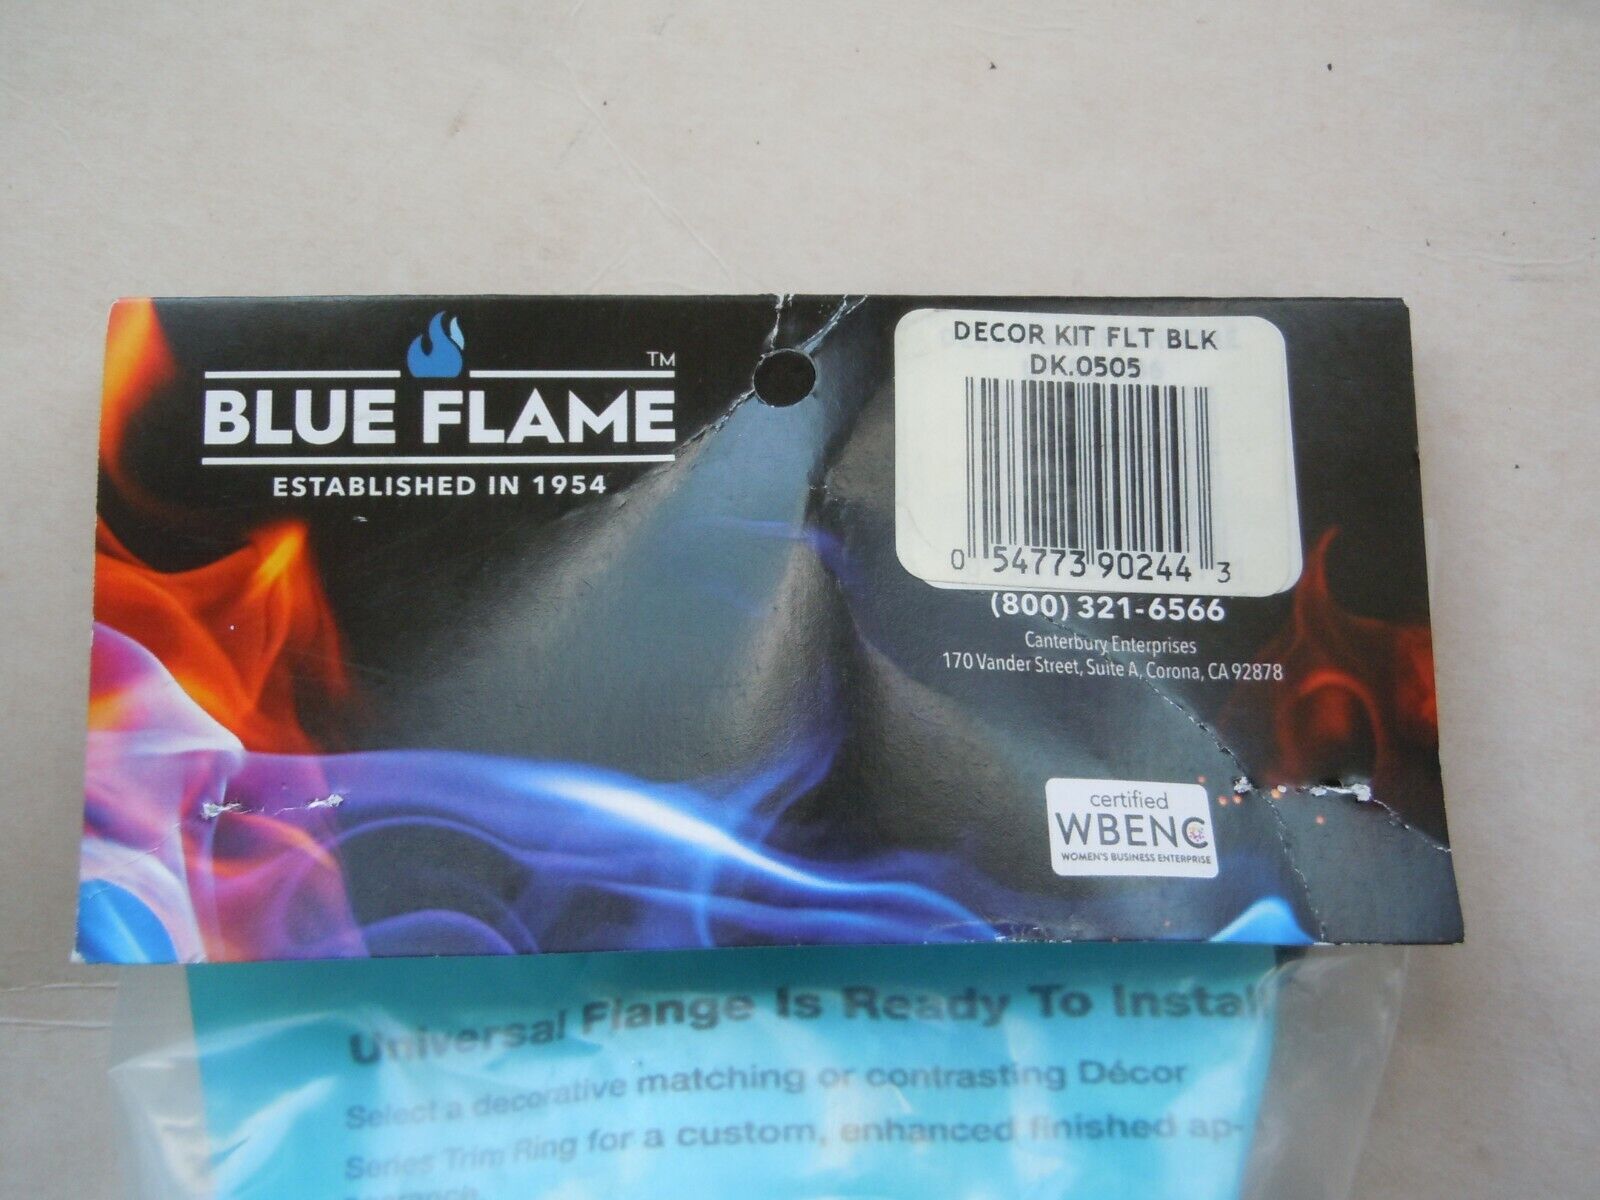 BLUE FLAME TM
ESTABLISHED IN 1954
DECOR KIT FLT BLK
DK.0505
0 54773 90244 3
(800) 321-6566
Canterbury Enterprises
170 Vander Street, Suite A, Corona, CA 92878
certified
WBENC
WOMEN'S BUSINESS ENTERPRISE
Universal Flange Is Ready To Install
Select a decorative matching or contrasting Décor
Series Trim Ring for a custom, enhanced finished ap-